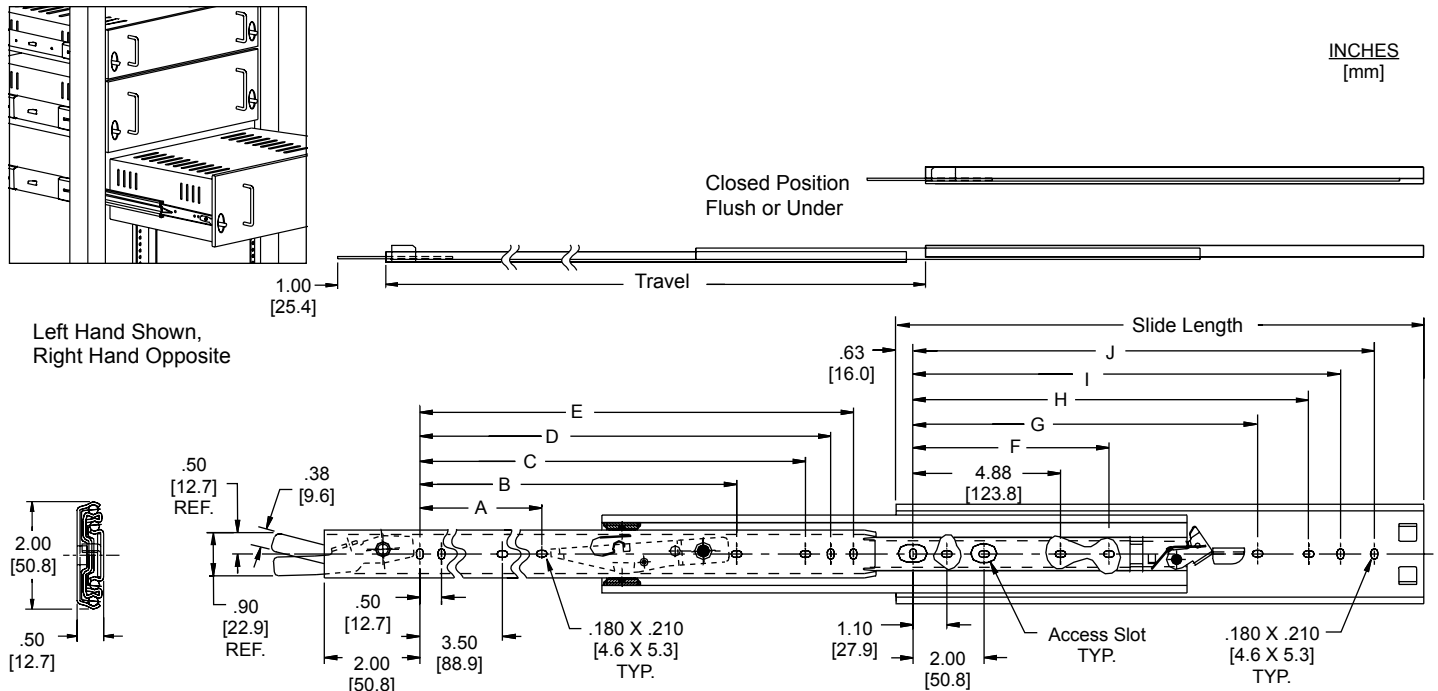 INCHES
[mm]
Closed Position
Flush or Under
1.00
[25.4]
Travel
Left Hand Shown,
Right Hand Opposite
Slide Length
.63
[16.0]
J
I
H
G
F
4.88
[123.8]
E
D
C
B
A
.50
[12.7]
REF.
.38
[9.6]
2.00
[50.8]
.50
[12.7]
.90
[22.9]
REF.
.50
[12.7]
3.50
[88.9]
2.00
[50.8]
.180 X .210
[4.6 X 5.3]
TYP.
1.10
[27.9]
2.00
[50.8]
Access Slot
TYP.
.180 X .210
[4.6 X 5.3]
TYP.